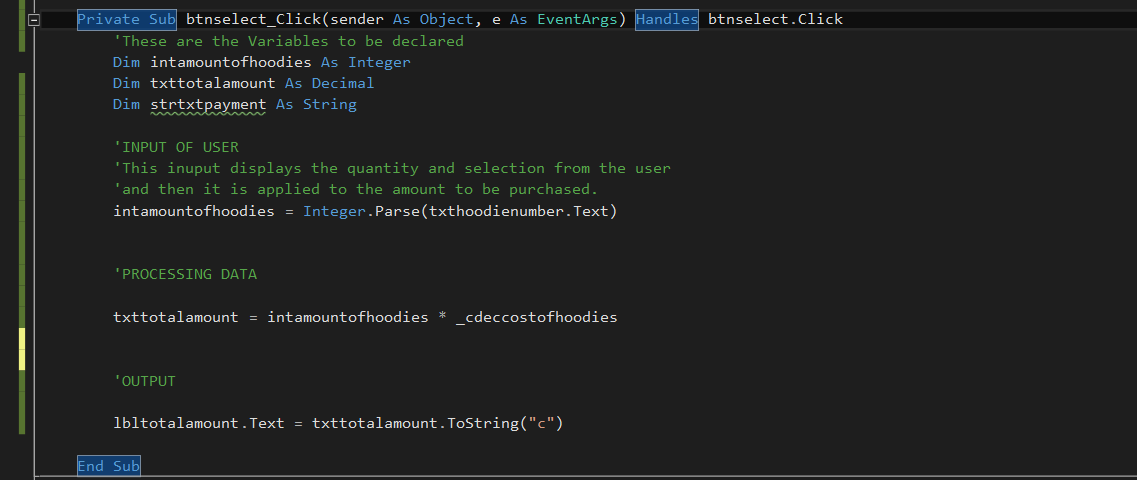 Private Sub btnselect_Click(sender As Object, e As EventArgs) Handles btnselect.Click
'These are the Variables to be declared
Dim intamountofhoodies As Integer
Dim txttotalamount As Decimal
Dim strtxtpayment As String
'INPUT OF USER
'This inuput displays the quantity and selection from the user
'and then it is applied to the amount to be purchased.
intamountofhoodies = Integer.Parse(txthoodienumber.Text)
'PROCESSING DATA
txttotalamount = intamountofhoodies * _cdeccostofhoodies
'OUTPUT
lbltotalamount.Text = txttotalamount.ToString("c")
End Sub